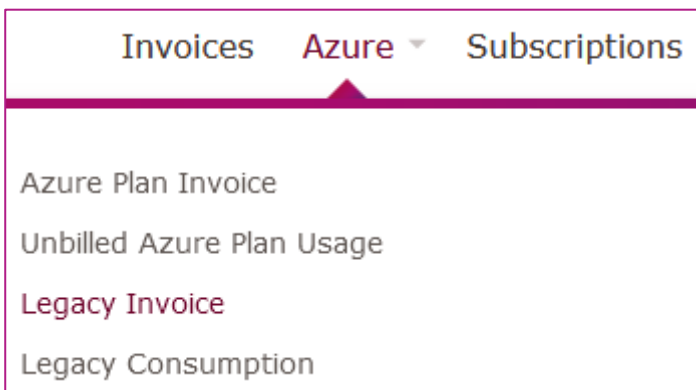 Invoices Azure Subscriptions
Azure Plan Invoice
Unbilled Azure Plan Usage
Legacy Invoice
Legacy Consumption